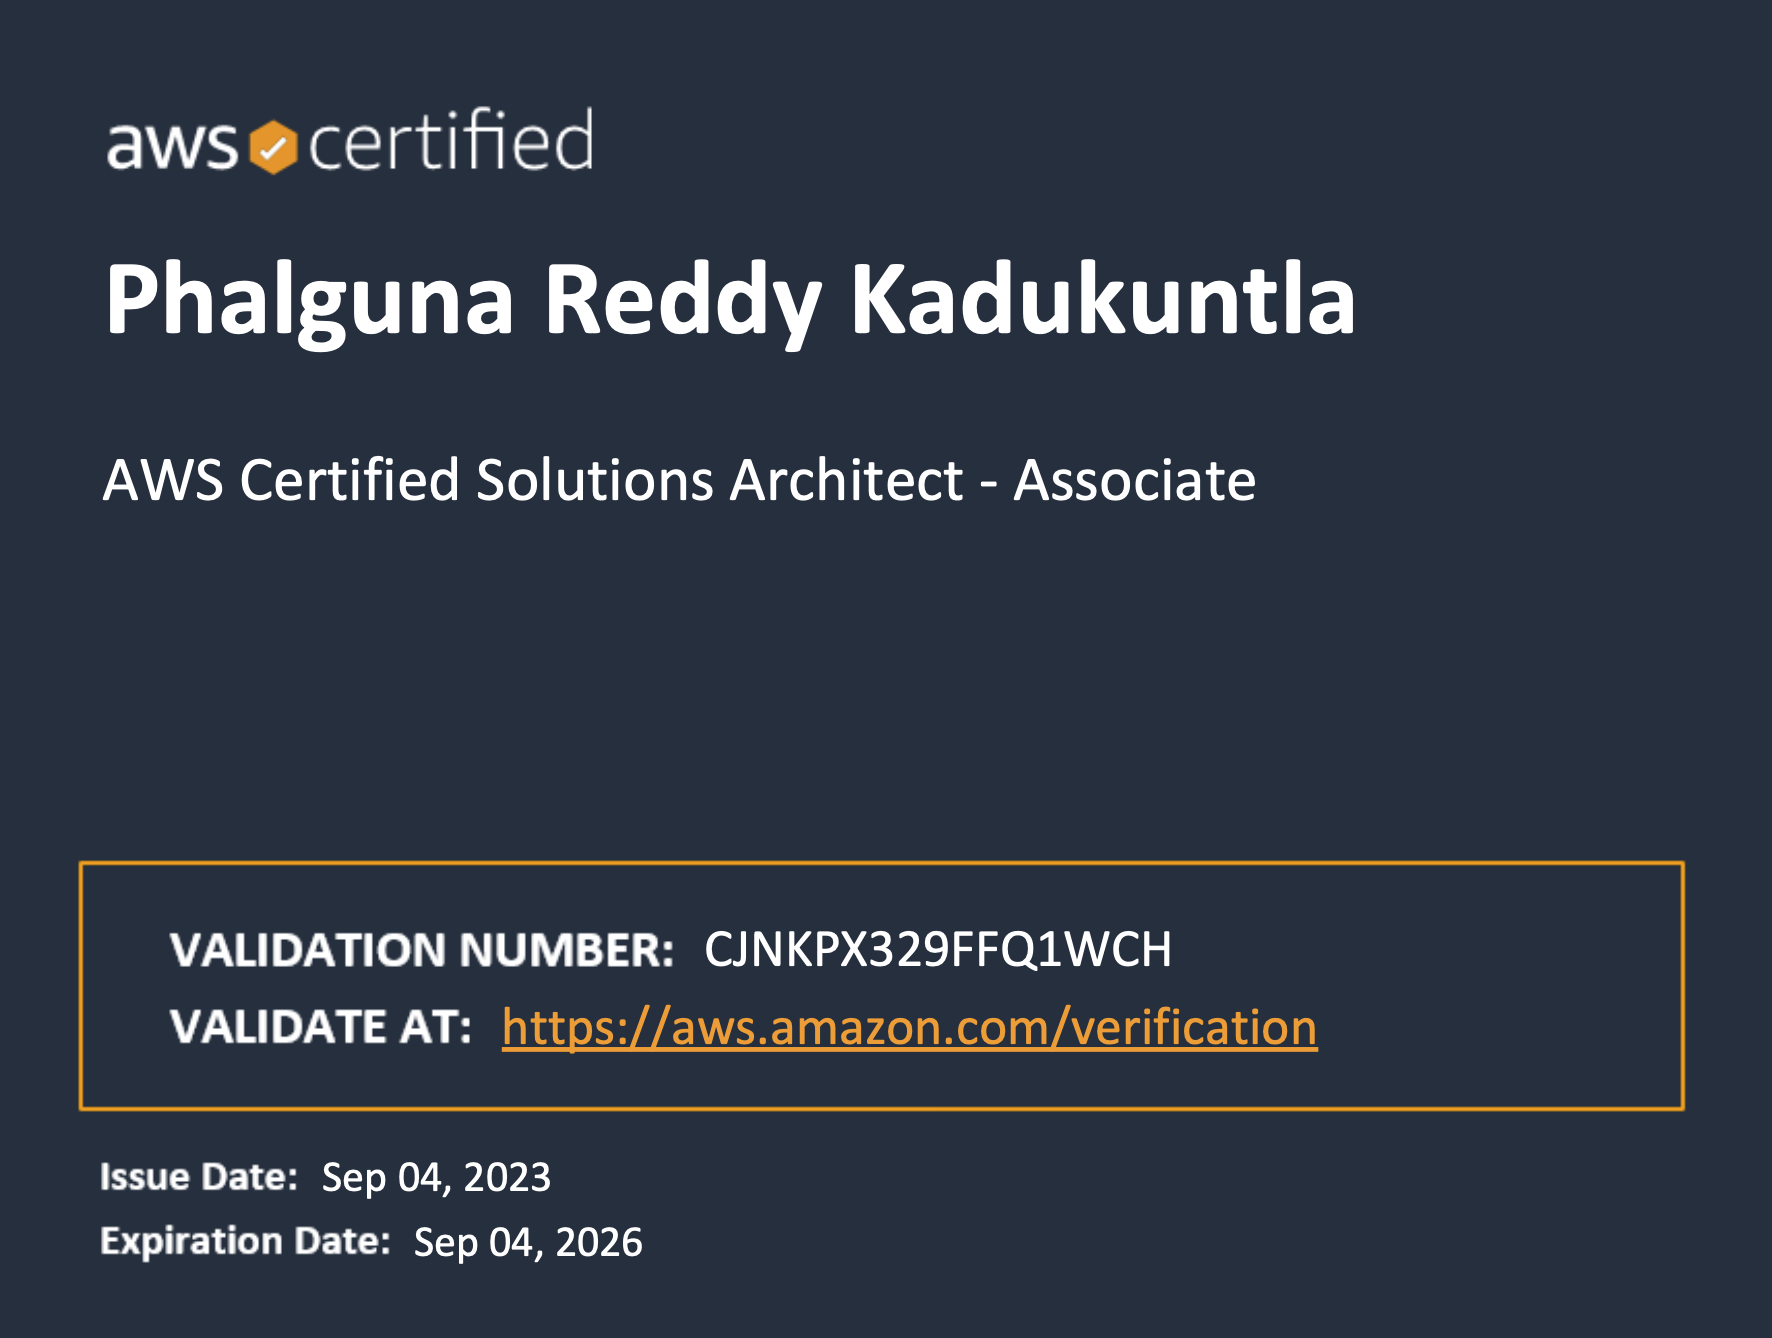 aws certified
Phalguna Reddy Kadukuntla
AWS Certified Solutions Architect - Associate
VALIDATION NUMBER: CJNKPX329FFQ1WCH
VALIDATE AT: https://aws.amazon.com/verification
Issue Date: Sep 04, 2023
Expiration Date: Sep 04, 2026